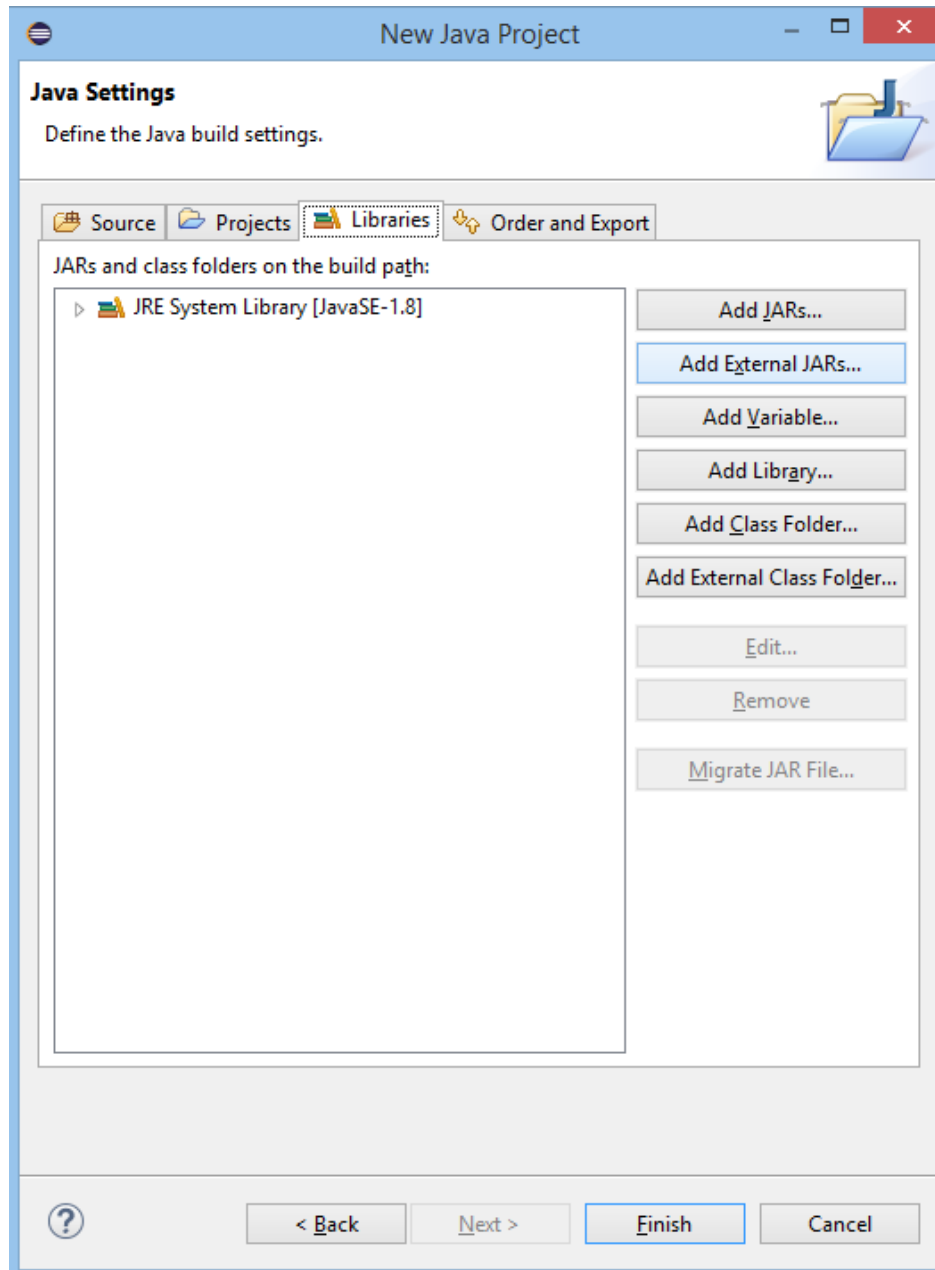 New Java Project
Java Settings
Define the Java build settings.
Source Projects Libraries Order and Export
JARs and class folders on the build path:
JRE System Library [JavaSE-1.8]
Add JARs...
Add External JARs...
Add Variable...
Add Library...
Add Class Folder...
Add External Class Folder...
Edit...
Remove
Migrate JAR File...
< Back Next > Finish Cancel